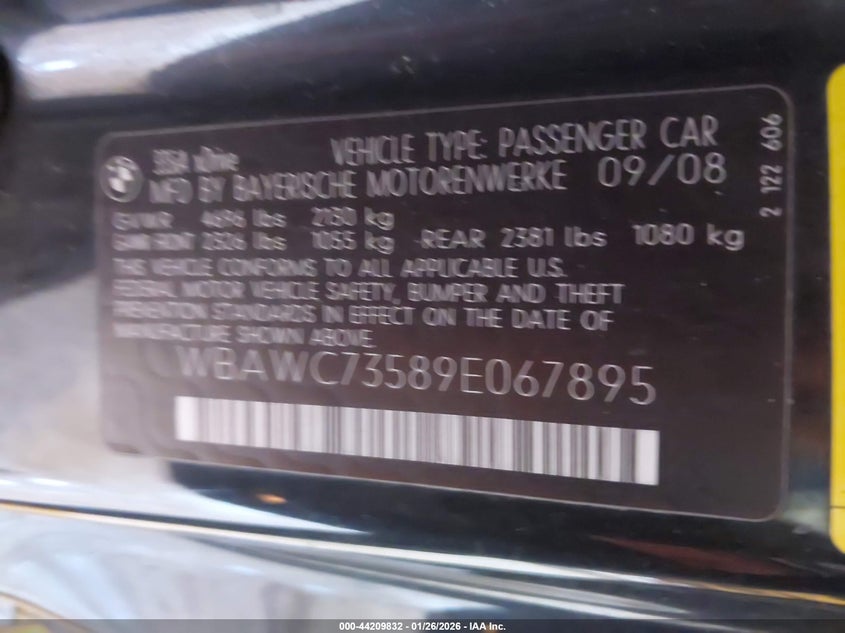 335i xDrive VEHICLE TYPE: PASSENGER CAR
MFD BY BAYERISCHE MOTORENWERKE 09/08
GVWR 4696 lbs 2130 kg
GAWR FRONT 2326 lbs 1055 kg REAR 2381 lbs 1080 kg
THE VEHICLE CONFORMS TO ALL APPLICABLE U.S.
FEDERAL MOTOR VEHICLE SAFETY, BUMPER AND THEFT
PREVENTION STANDARDS IN EFFECT ON THE DATE OF
MANUFACTURE SHOWN ABOVE.
WBAWC73589E067895
2 122 606
000-44209832 - 01/26/2026 - IAA Inc.